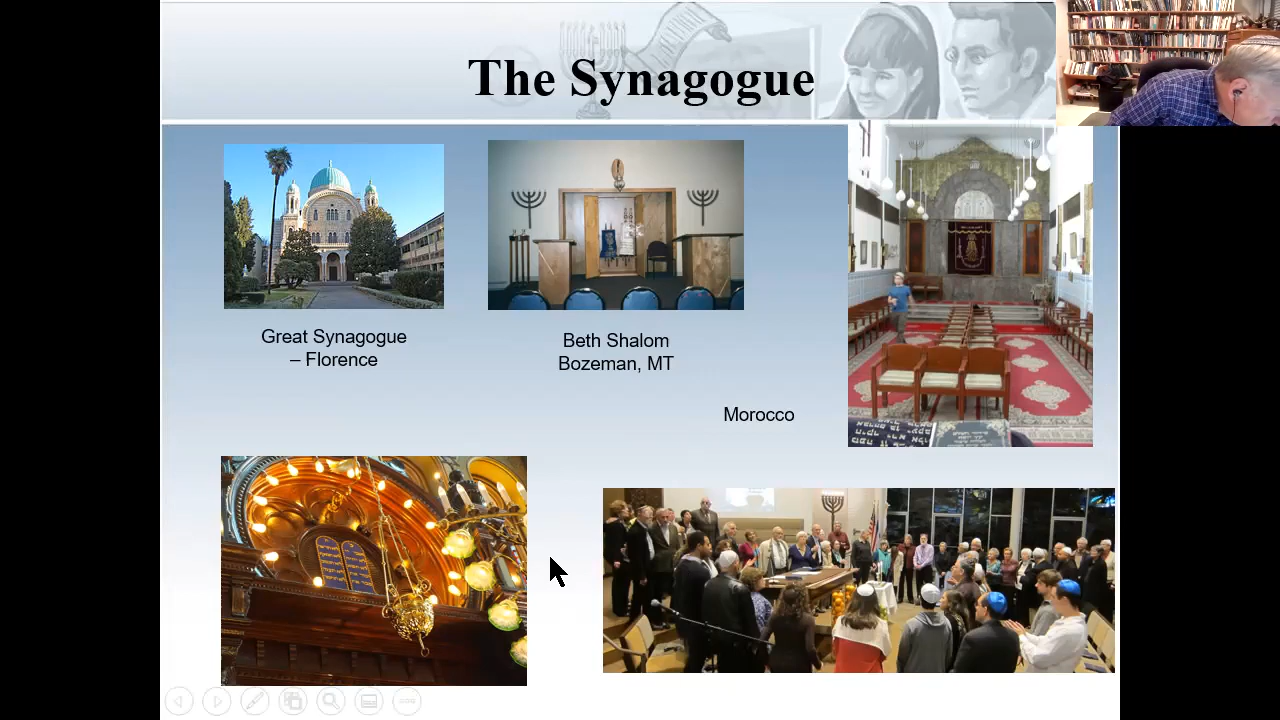 The Synagogue
Great Synagogue
– Florence
Beth Shalom
Bozeman, MT
Morocco